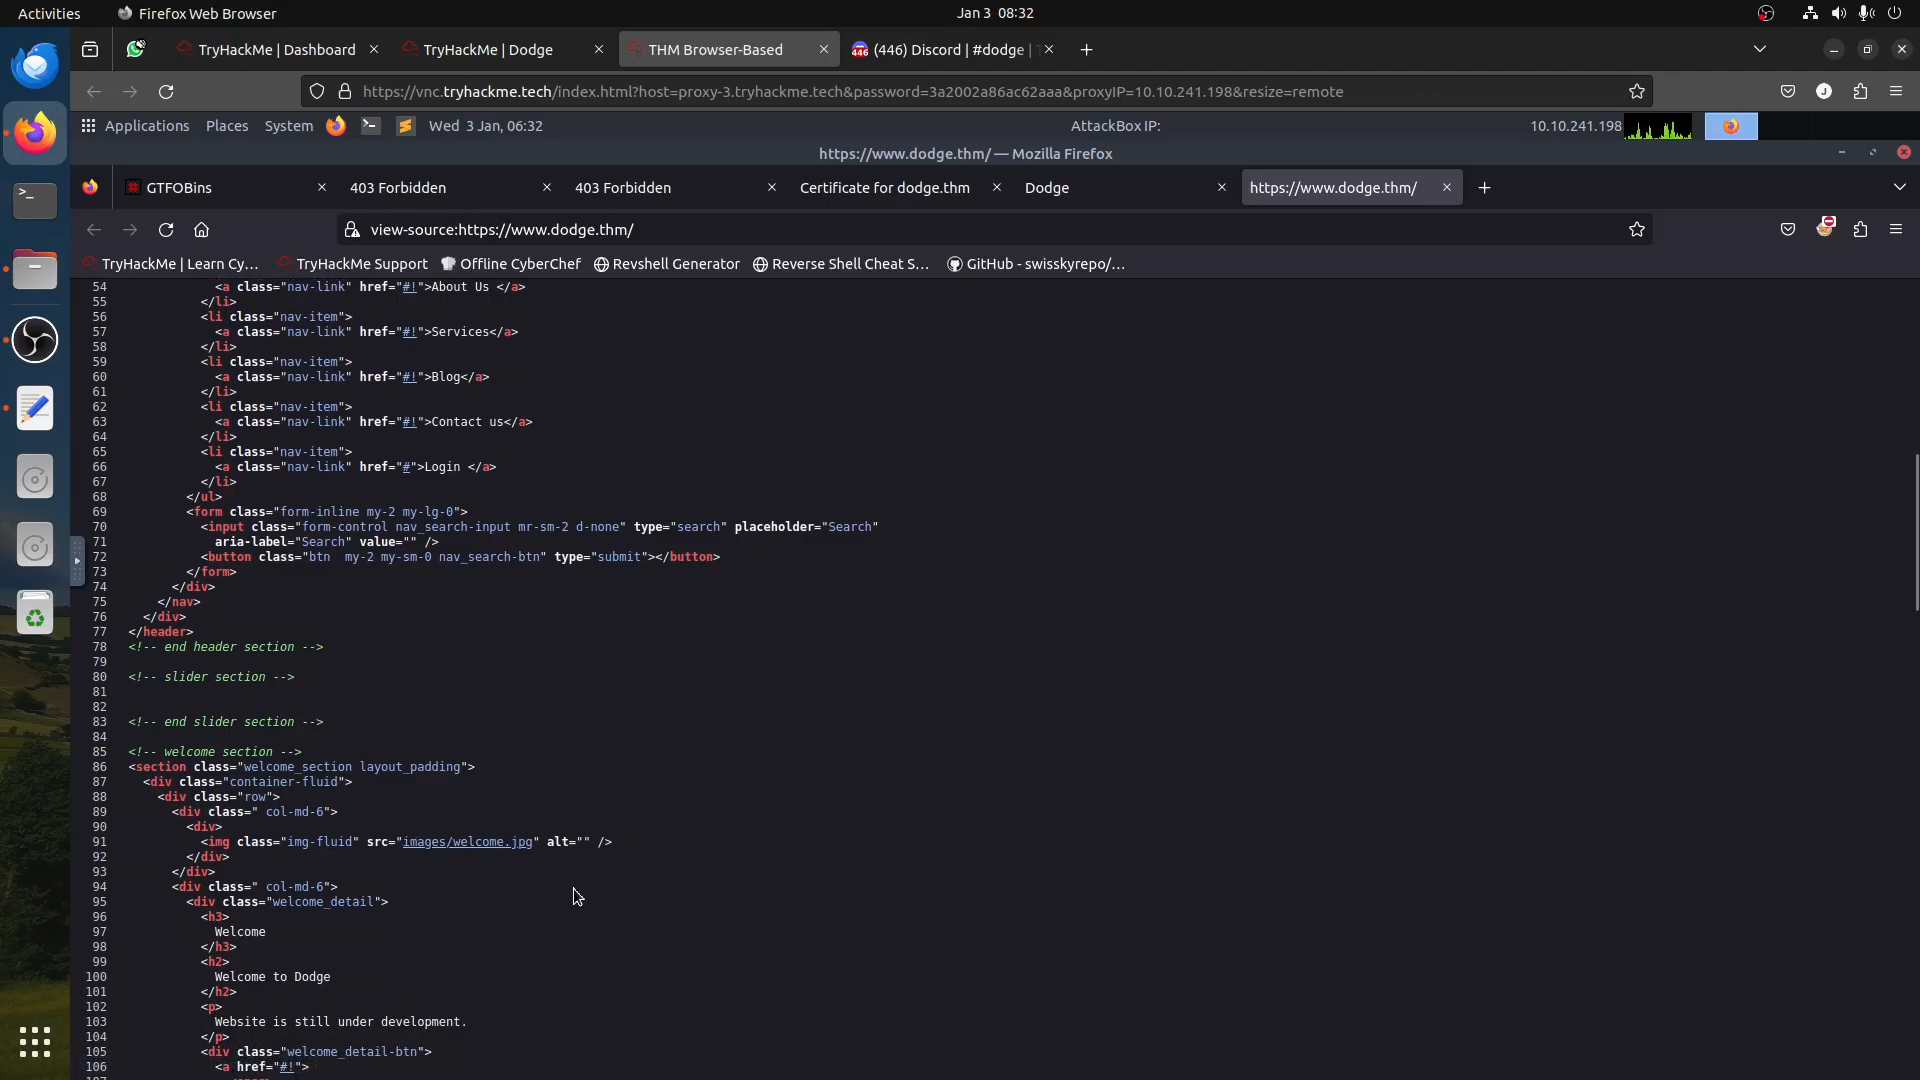 Activities Firefox Web Browser Jan 3 08:32
TryHackMe | Dashboard TryHackMe | Dodge THM Browser-Based (446) Discord | #dodge |
https://vnc.tryhackme.tech/index.html?host=proxy-3.tryhackme.tech&password=3a2002a86ac62aaa&proxyIP=10.10.241.198&resize=remote
Applications Places System Wed 3 Jan, 06:32 AttackBox IP: 10.10.241.198
https://www.dodge.thm/ — Mozilla Firefox
GTFOBins 403 Forbidden 403 Forbidden Certificate for dodge.thm Dodge https://www.dodge.thm/
view-source:https://www.dodge.thm/
TryHackMe | Learn Cy... TryHackMe Support Offline CyberChef Revshell Generator Reverse Shell Cheat S... GitHub - swisskyrepo/...
54 <a class="nav-link" href="#!">About Us </a>
55 </li>
56 <li class="nav-item">
57 <a class="nav-link" href="#!">Services</a>
58 </li>
59 <li class="nav-item">
60 <a class="nav-link" href="#!">Blog</a>
61 </li>
62 <li class="nav-item">
63 <a class="nav-link" href="#!">Contact us</a>
64 </li>
65 <li class="nav-item">
66 <a class="nav-link" href="#">Login </a>
67 </li>
68 </ul>
69 <form class="form-inline my-2 my-lg-0">
70 <input class="form-control nav_search-input mr-sm-2 d-none" type="search" placeholder="Search"
71 aria-label="Search" value="" />
72 <button class="btn  my-2 my-sm-0 nav_search-btn" type="submit"></button>
73 </form>
74 </div>
75 </nav>
76 </div>
77 </header>
78 <!-- end header section -->
79
80 <!-- slider section -->
81
82
83 <!-- end slider section -->
84
85 <!-- welcome section -->
86 <section class="welcome_section layout_padding">
87 <div class="container-fluid">
88 <div class="row">
89 <div class=" col-md-6">
90 <div>
91 <img class="img-fluid" src="images/welcome.jpg" alt="" />
92 </div>
93 </div>
94 <div class=" col-md-6">
95 <div class="welcome_detail">
96 <h3>
97 Welcome
98 </h3>
99 <h2>
100 Welcome to Dodge
101 </h2>
102 <p>
103 Website is still under development.
104 </p>
105 <div class="welcome_detail-btn">
106 <a href="#!">